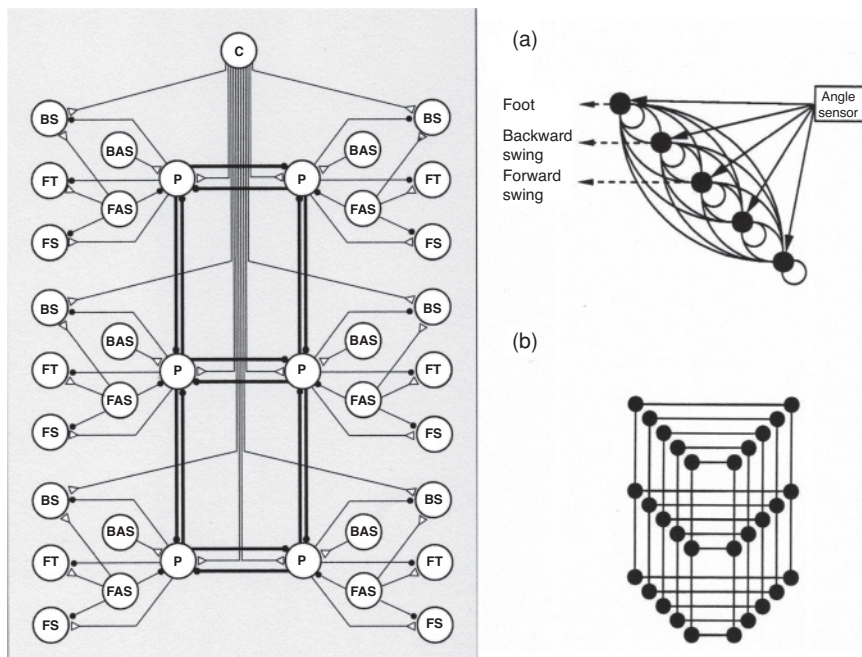 C
BS
BS
BAS
BAS
FT
P
P
FT
FAS
FAS
FS
FS
BS
BS
BAS
BAS
FT
P
P
FT
FAS
FAS
FS
FS
BS
BS
BAS
BAS
FT
P
P
FT
FAS
FAS
FS
FS
(a)
Foot
Angle
sensor
Backward
swing
Forward
swing
(b)